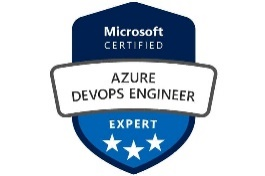 Microsoft
CERTIFIED
AZURE
DEVOPS ENGINEER
EXPERT